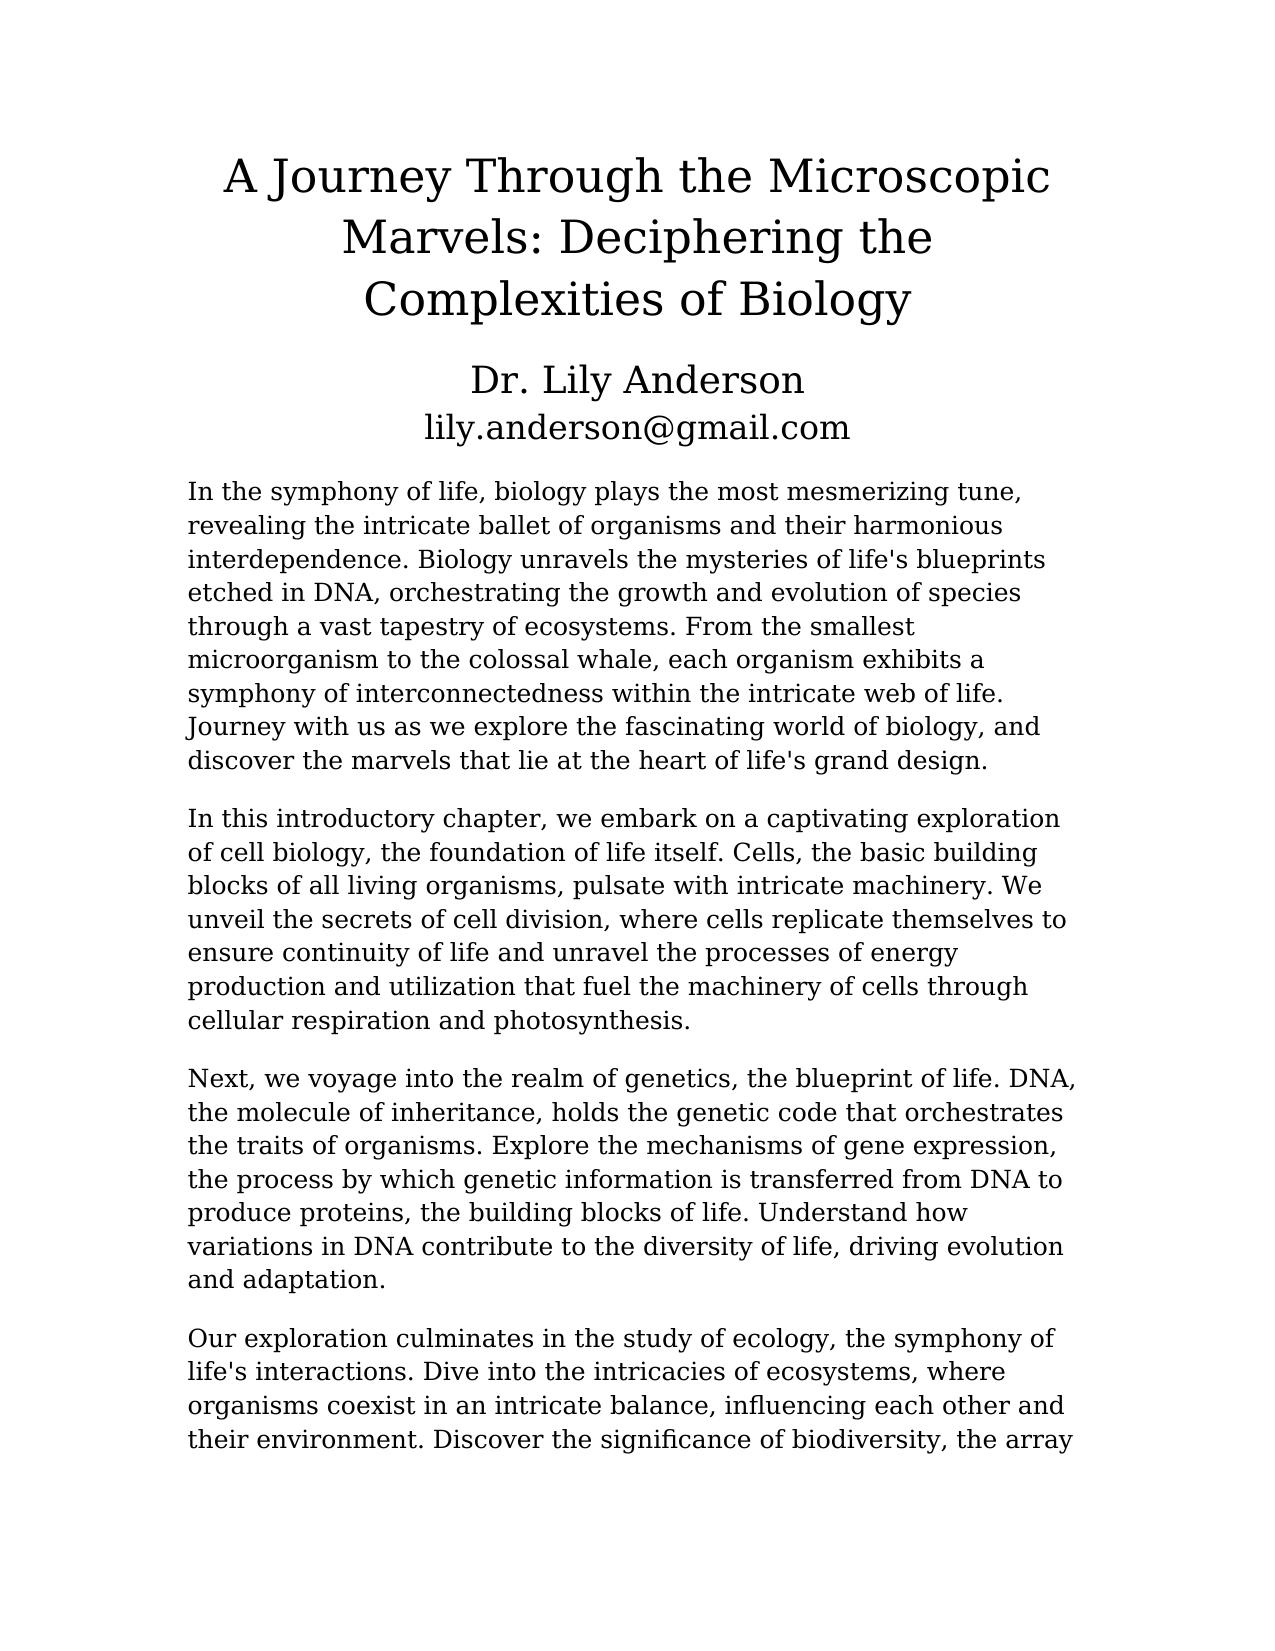 A Journey Through the Microscopic
Marvels: Deciphering the
Complexities of Biology
Dr. Lily Anderson
lily.anderson@gmail.com
In the symphony of life, biology plays the most mesmerizing tune,
revealing the intricate ballet of organisms and their harmonious
interdependence. Biology unravels the mysteries of life's blueprints
etched in DNA, orchestrating the growth and evolution of species
through a vast tapestry of ecosystems. From the smallest
microorganism to the colossal whale, each organism exhibits a
symphony of interconnectedness within the intricate web of life.
Journey with us as we explore the fascinating world of biology, and
discover the marvels that lie at the heart of life's grand design.
In this introductory chapter, we embark on a captivating exploration
of cell biology, the foundation of life itself. Cells, the basic building
blocks of all living organisms, pulsate with intricate machinery. We
unveil the secrets of cell division, where cells replicate themselves to
ensure continuity of life and unravel the processes of energy
production and utilization that fuel the machinery of cells through
cellular respiration and photosynthesis.
Next, we voyage into the realm of genetics, the blueprint of life. DNA,
the molecule of inheritance, holds the genetic code that orchestrates
the traits of organisms. Explore the mechanisms of gene expression,
the process by which genetic information is transferred from DNA to
produce proteins, the building blocks of life. Understand how
variations in DNA contribute to the diversity of life, driving evolution
and adaptation.
Our exploration culminates in the study of ecology, the symphony of
life's interactions. Dive into the intricacies of ecosystems, where
organisms coexist in an intricate balance, influencing each other and
their environment. Discover the significance of biodiversity, the array